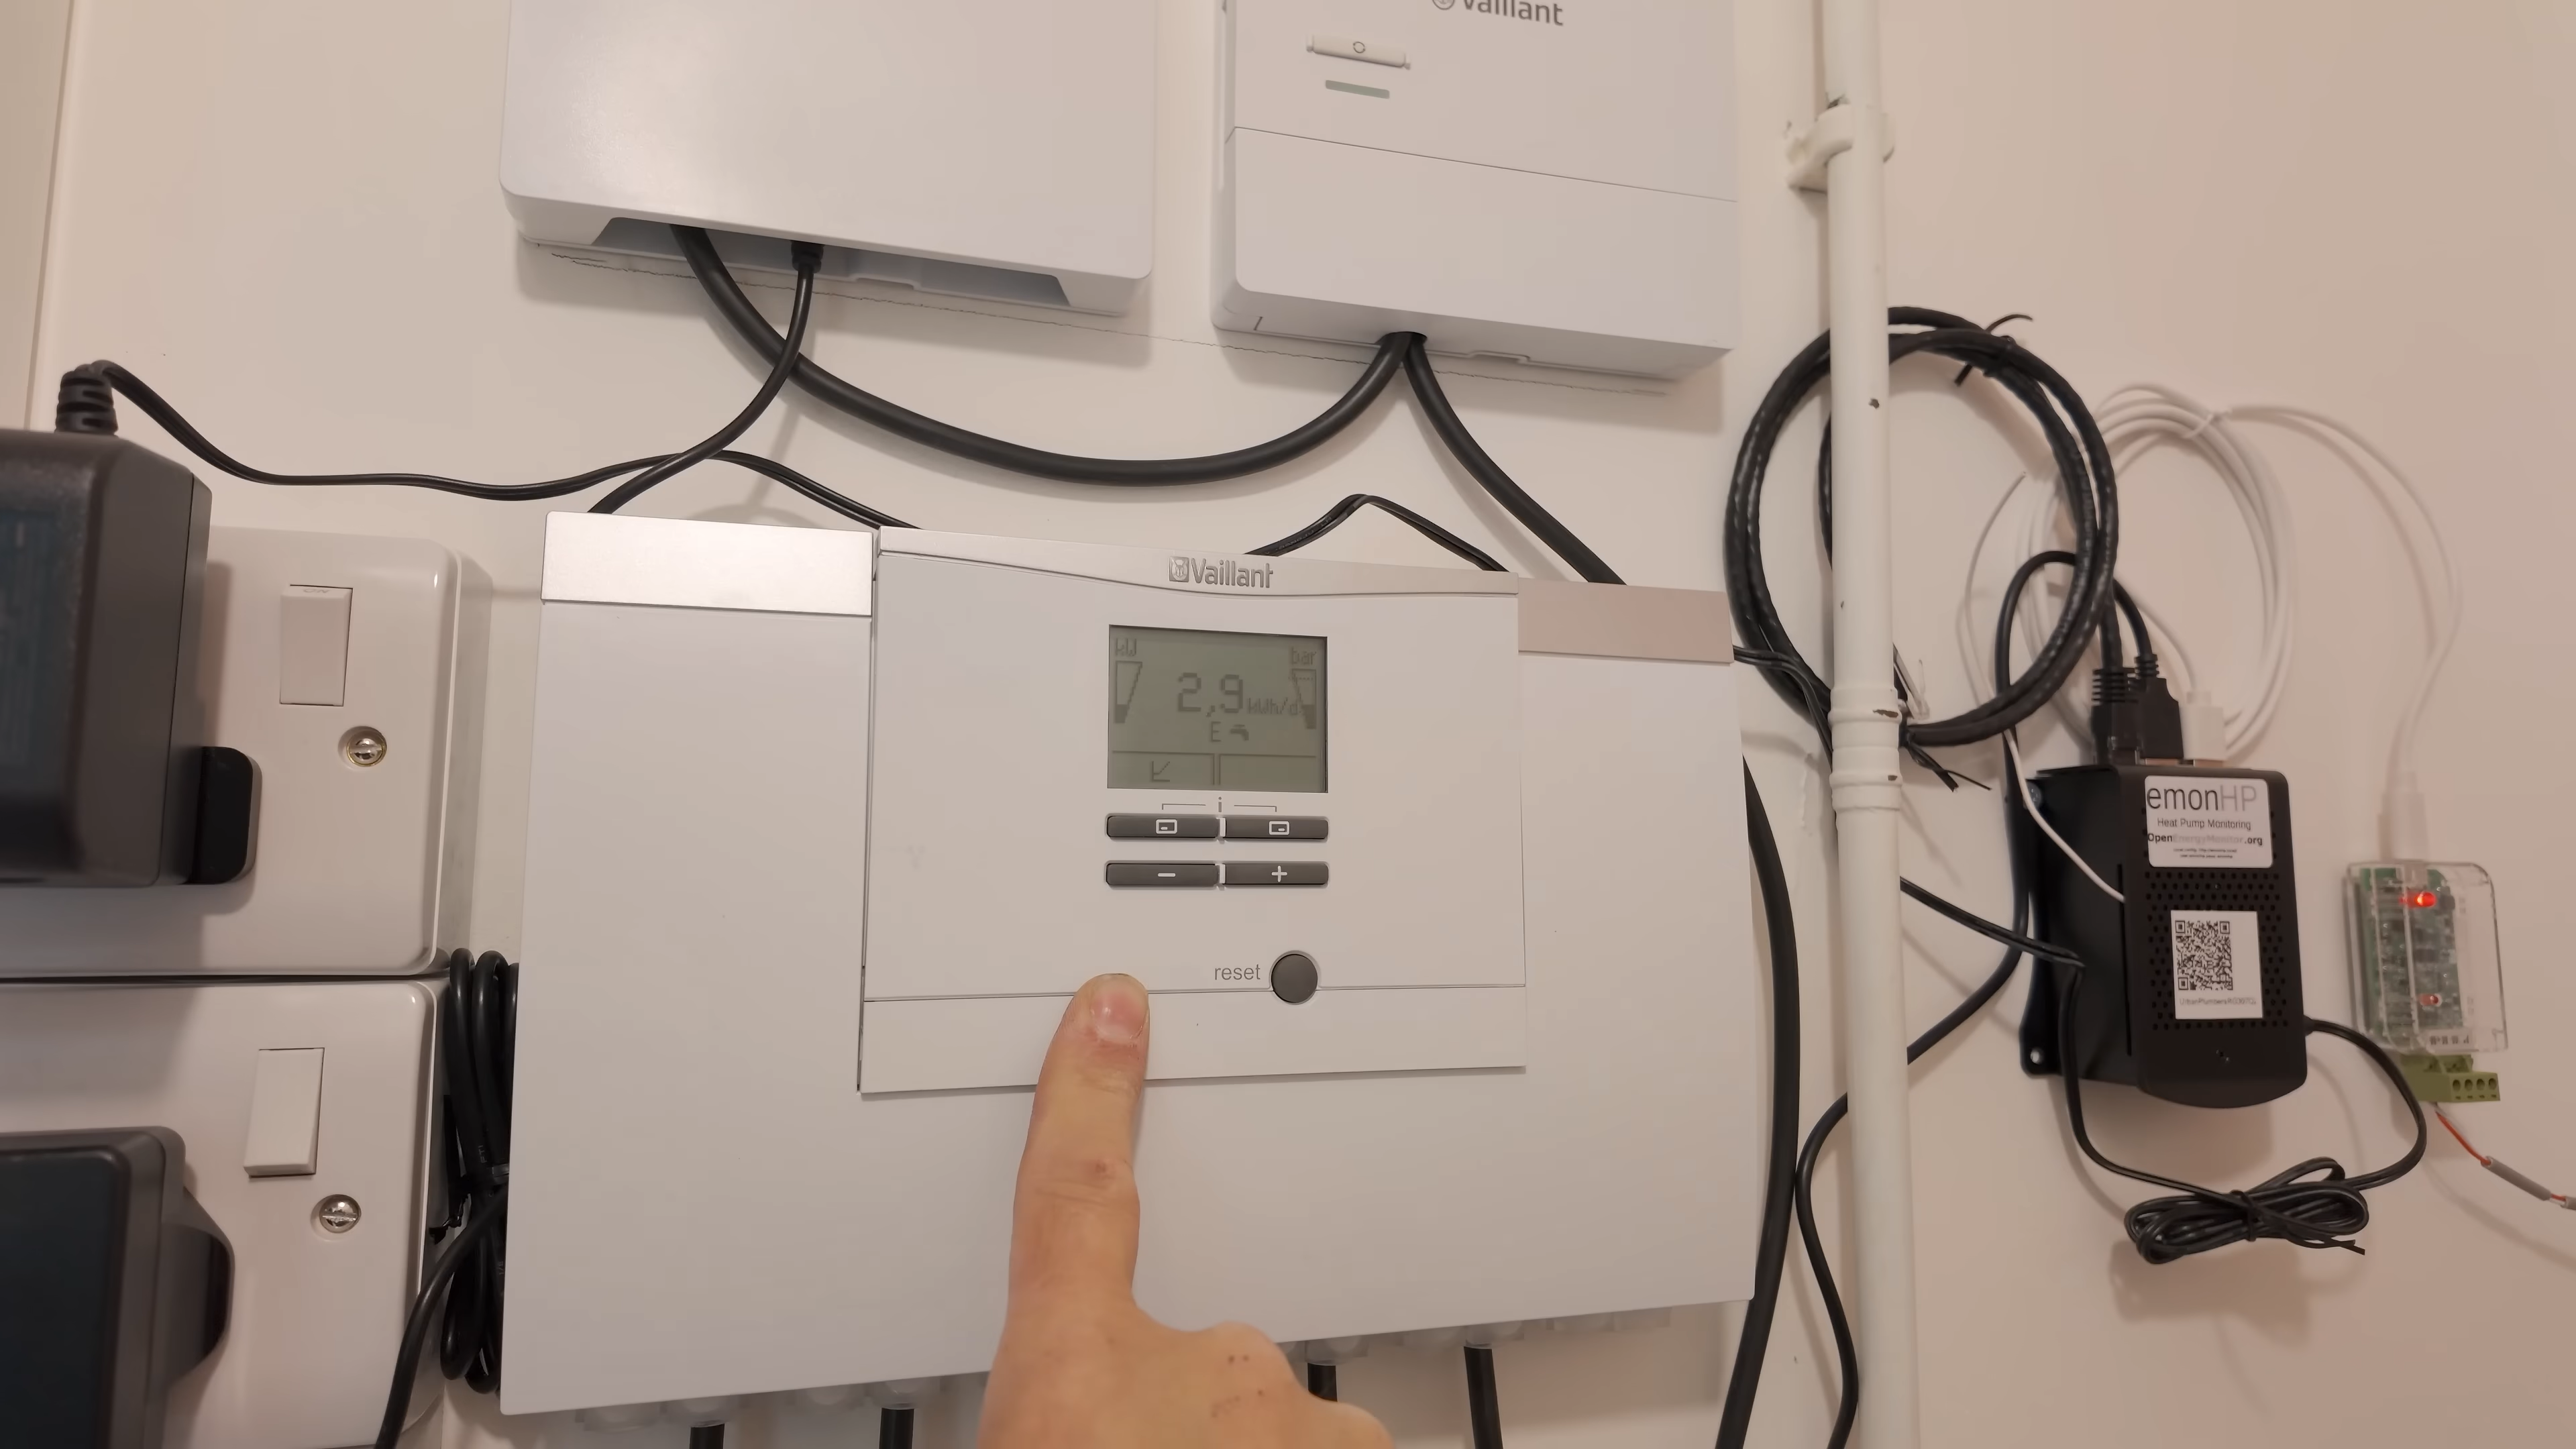 Vaillant
Vaillant
kW
bar
2,9 kWh/d
E
i
− +
reset
emonHP
Heat Pump Monitoring
OpenEnergyMonitor.org